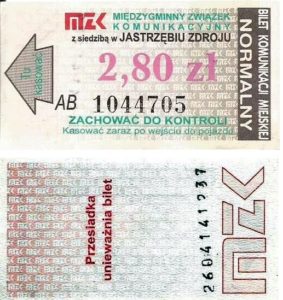 MZK
MIĘDZYGMINNY ZWIĄZEK
KOMUNIKACYJNY
z siedzibą w JASTRZĘBIU ZDROJU
2,80 zł
Tu
kasować
AB 1044705
ZACHOWAĆ DO KONTROLI
Kasować zaraz po wejściu do pojazdu
BILET KOMUNIKACJI MIEJSKIEJ
NORMALNY
Przesiadka
unieważnia bilet
2604141237
MZK